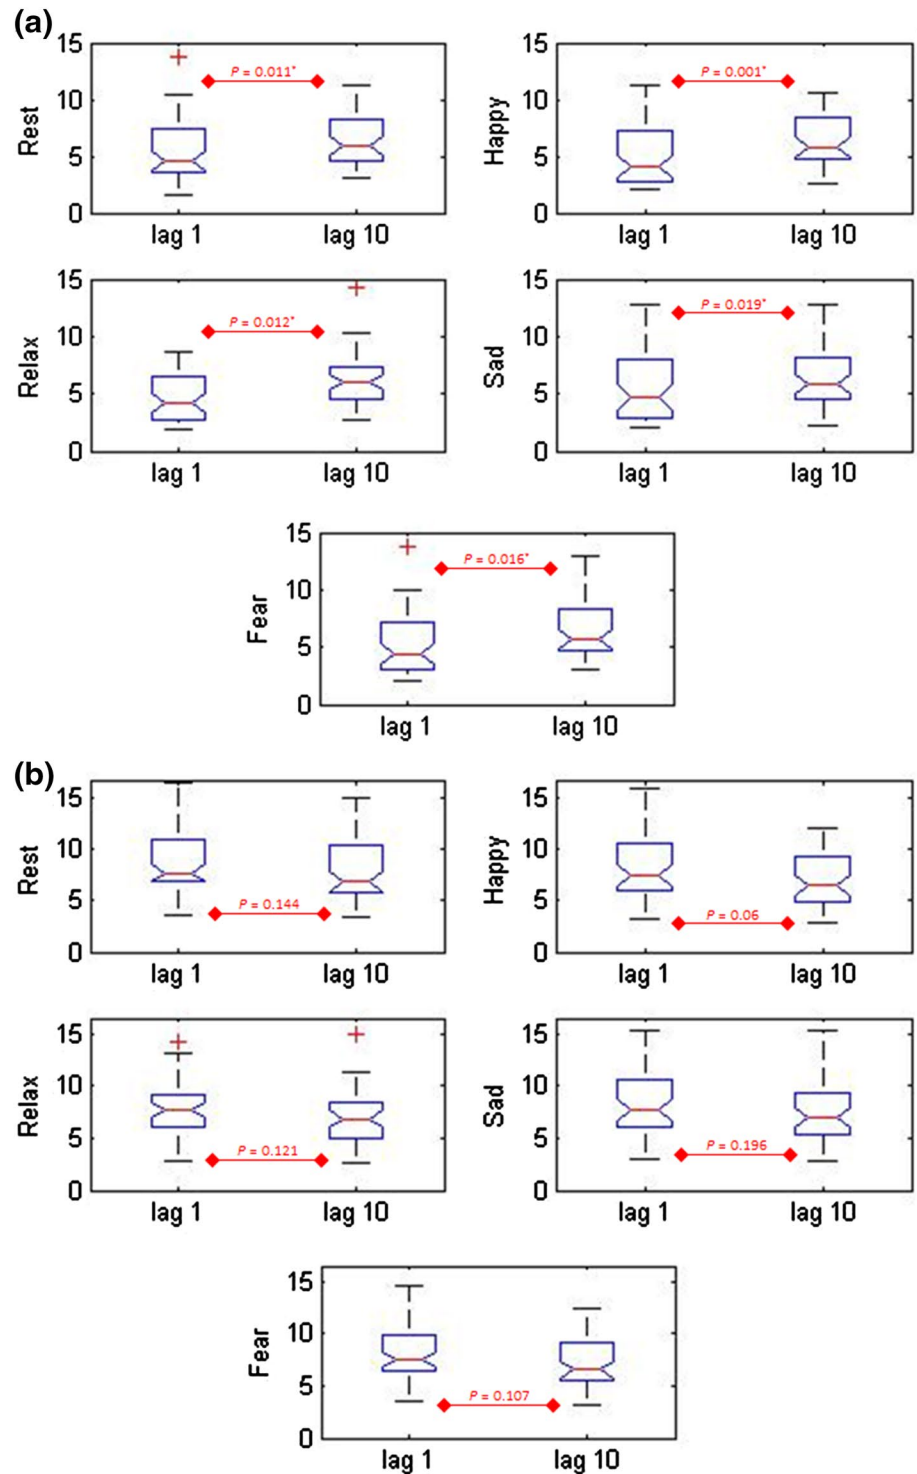 (a)
15
10
5
0
Rest
P = 0.011*
lag 1 lag 10
15
10
5
0
Happy
P = 0.001*
lag 1 lag 10
15
10
5
0
Relax
P = 0.012*
lag 1 lag 10
15
10
5
0
Sad
P = 0.019*
lag 1 lag 10
15
10
5
0
Fear
P = 0.016*
lag 1 lag 10
(b)
15
10
5
0
Rest
P = 0.144
lag 1 lag 10
15
10
5
0
Happy
P = 0.06
lag 1 lag 10
15
10
5
0
Relax
P = 0.121
lag 1 lag 10
15
10
5
0
Sad
P = 0.196
lag 1 lag 10
15
10
5
0
Fear
P = 0.107
lag 1 lag 10